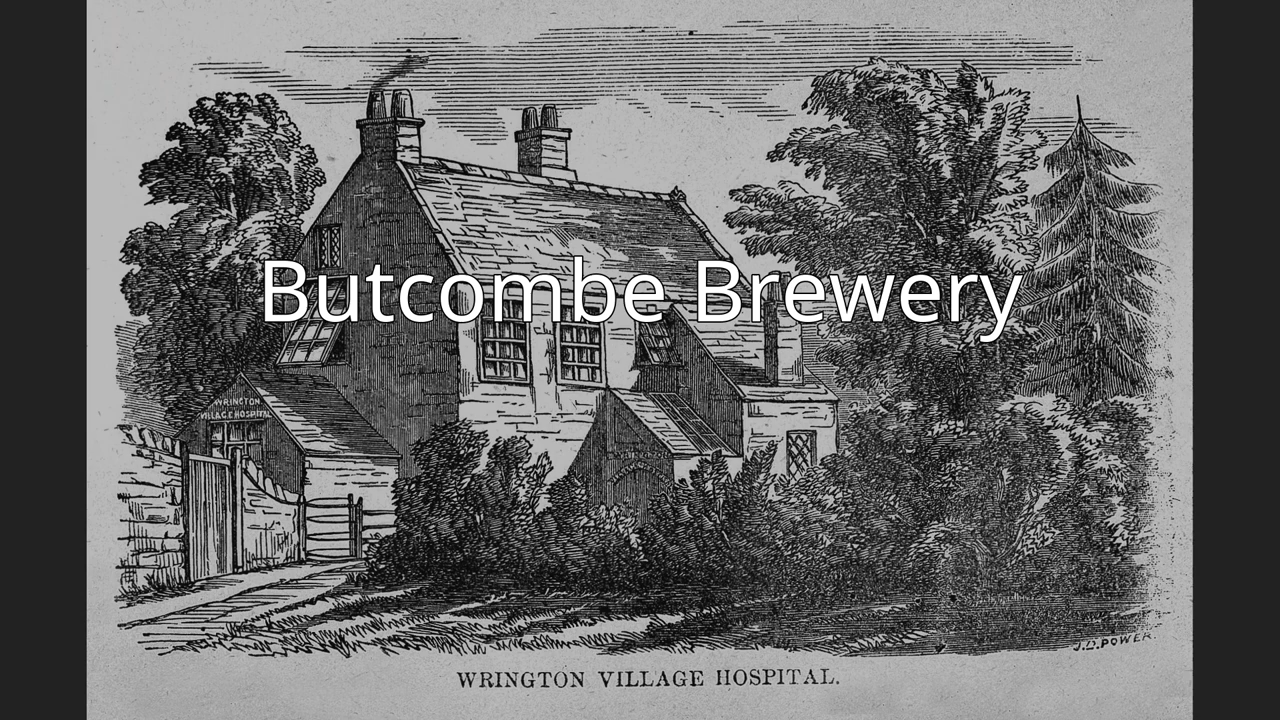 Butcombe Brewery
WRINGTON
VILLAGE HOSPITAL
J.D.POWER
WRINGTON VILLAGE HOSPITAL.